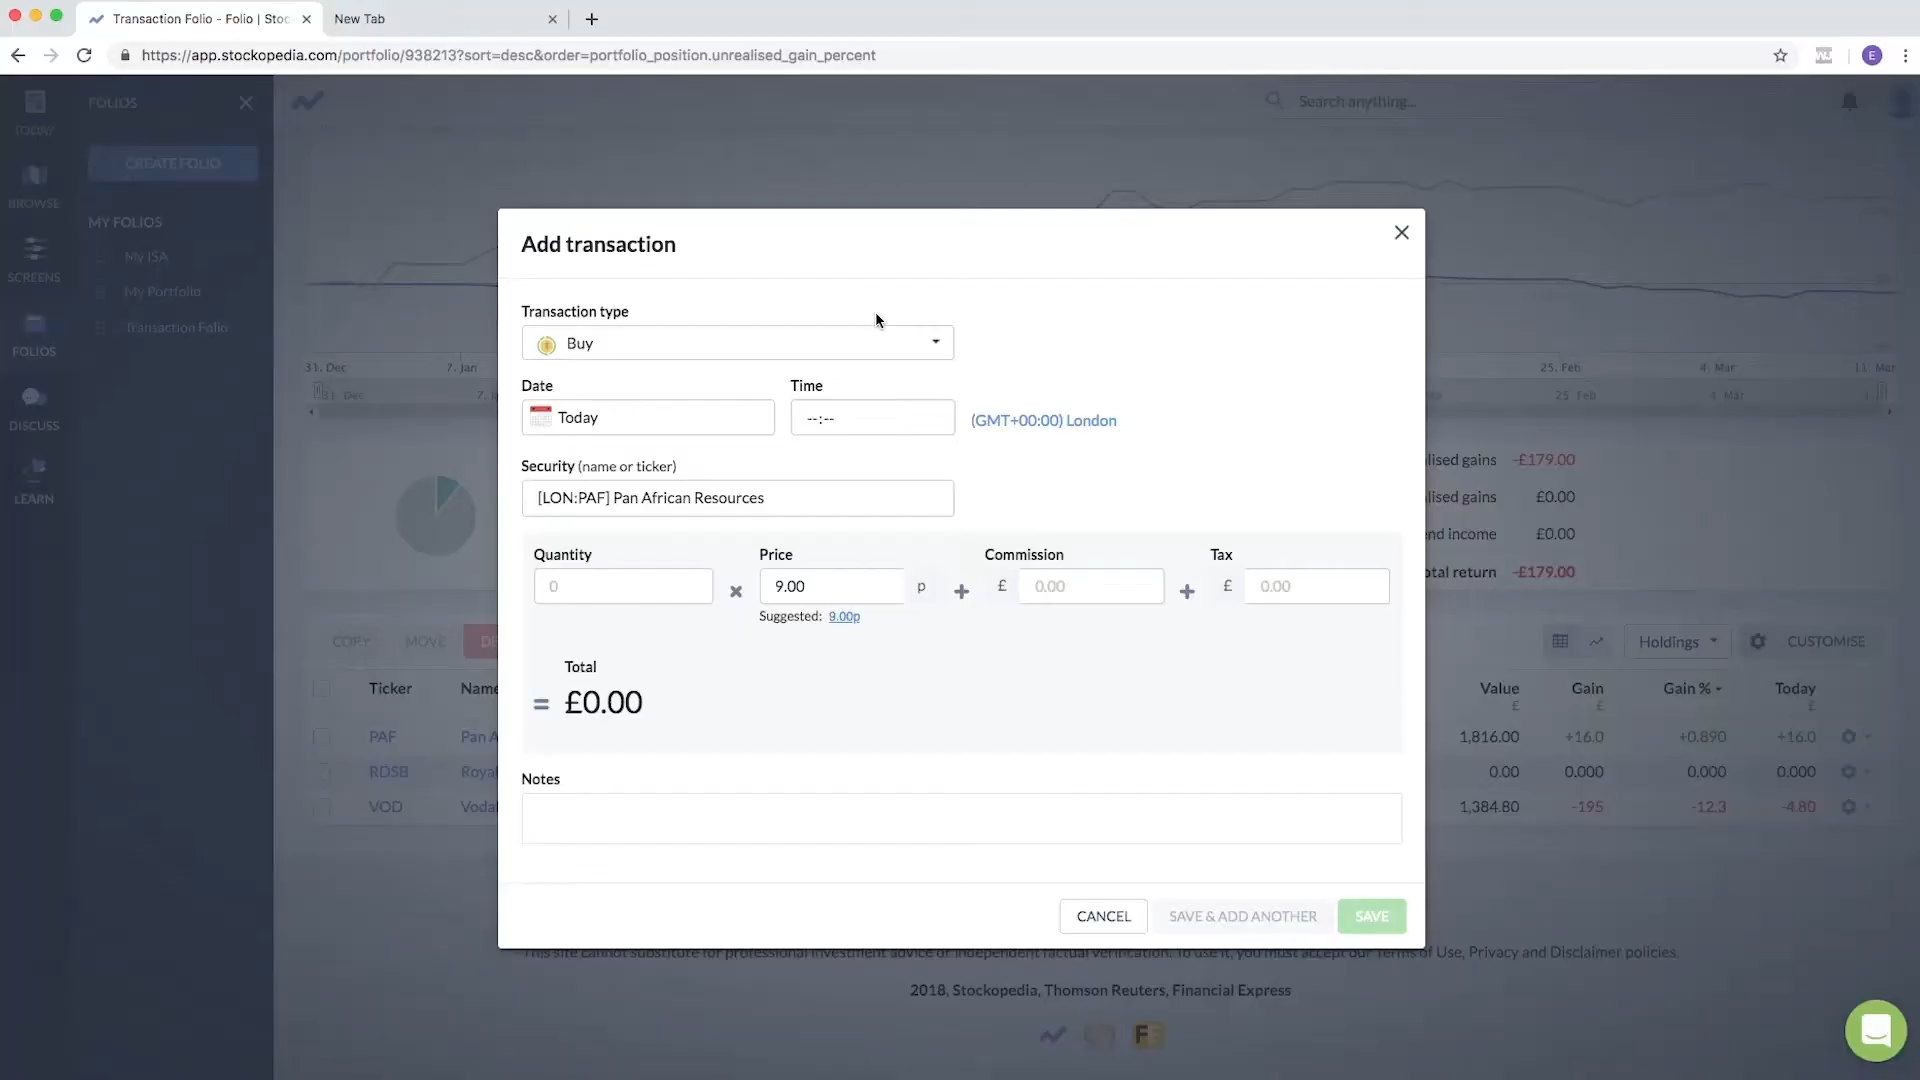 Transaction Folio - Folio | Stoc
New Tab
https://app.stockopedia.com/portfolio/938213?sort=desc&order=portfolio_position.unrealised_gain_percent
E
TODAY
FOLIOS
Search anything...
CREATE FOLIO
BROWSE
MY FOLIOS
My ISA
SCREENS
My Portfolio
Transaction Folio
FOLIOS
DISCUSS
LEARN
Add transaction
Transaction type
Buy
Date
Time
Today
--:--
(GMT+00:00) London
Security (name or ticker)
[LON:PAF] Pan African Resources
Quantity
Price
Commission
Tax
0
9.00
p
£
0.00
£
0.00
Suggested: 9.00p
Total
= £0.00
Notes
CANCEL
SAVE & ADD ANOTHER
SAVE
31. Dec
7. Jan
25. Feb
4. Mar
11. Mar
31. Dec
25. Feb
4. Mar
lised gains -£179.00
lised gains £0.00
nd income £0.00
otal return -£179.00
COPY
MOVE
DE
Holdings
CUSTOMISE
Ticker
Name
Value
£
Gain
£
Gain %
Today
£
PAF
Pan A
1,816.00
+16.0
+0.890
+16.0
RDSB
Royal
0.00
0.000
0.000
0.000
VOD
Vodaf
1,384.80
-195
-12.3
-4.80
This site cannot substitute for professional investment advice or independent factual verification. To use it, you must accept our Terms of Use, Privacy and Disclaimer policies.
2018, Stockopedia, Thomson Reuters, Financial Express
FE